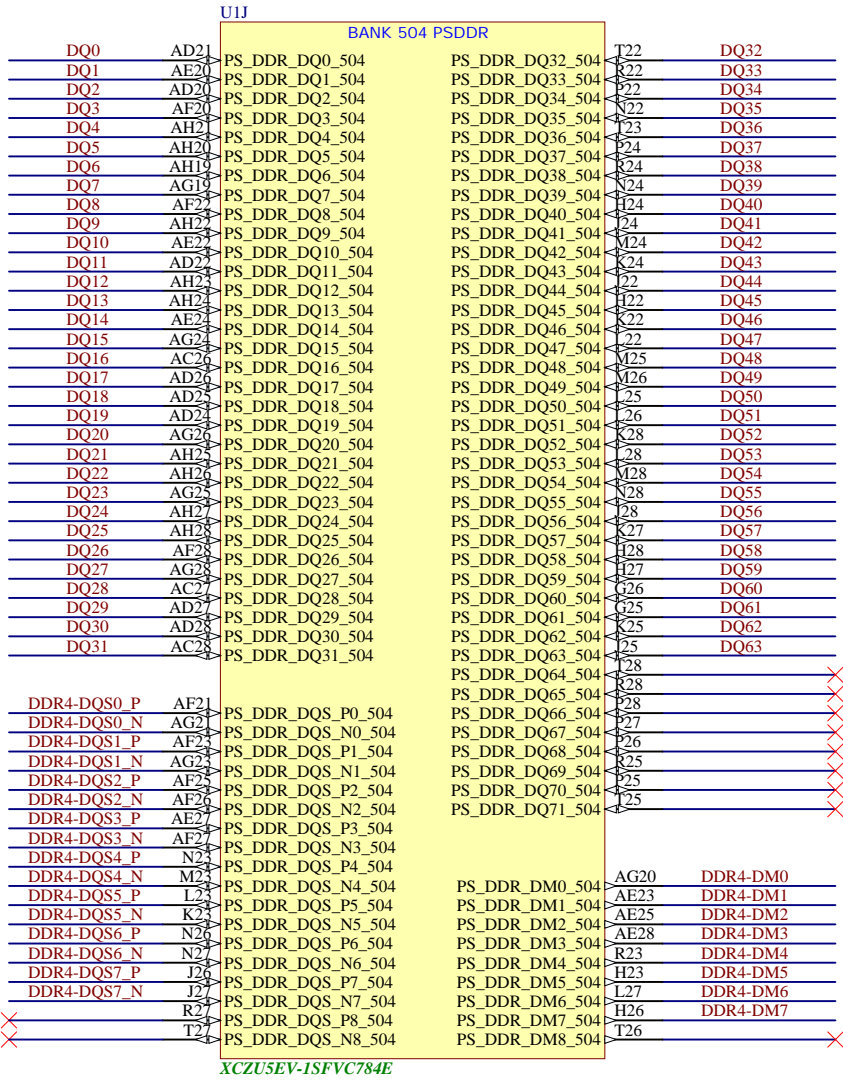 U1J
BANK 504 PSDDR
DQ0 AD21 PS_DDR_DQ0_504 PS_DDR_DQ32_504 T22 DQ32
DQ1 AE20 PS_DDR_DQ1_504 PS_DDR_DQ33_504 R22 DQ33
DQ2 AD20 PS_DDR_DQ2_504 PS_DDR_DQ34_504 P22 DQ34
DQ3 AF20 PS_DDR_DQ3_504 PS_DDR_DQ35_504 N22 DQ35
DQ4 AH21 PS_DDR_DQ4_504 PS_DDR_DQ36_504 T23 DQ36
DQ5 AH20 PS_DDR_DQ5_504 PS_DDR_DQ37_504 P24 DQ37
DQ6 AH19 PS_DDR_DQ6_504 PS_DDR_DQ38_504 R24 DQ38
DQ7 AG19 PS_DDR_DQ7_504 PS_DDR_DQ39_504 N24 DQ39
DQ8 AF22 PS_DDR_DQ8_504 PS_DDR_DQ40_504 H24 DQ40
DQ9 AH22 PS_DDR_DQ9_504 PS_DDR_DQ41_504 J24 DQ41
DQ10 AE22 PS_DDR_DQ10_504 PS_DDR_DQ42_504 M24 DQ42
DQ11 AD22 PS_DDR_DQ11_504 PS_DDR_DQ43_504 K24 DQ43
DQ12 AH23 PS_DDR_DQ12_504 PS_DDR_DQ44_504 J22 DQ44
DQ13 AH24 PS_DDR_DQ13_504 PS_DDR_DQ45_504 H22 DQ45
DQ14 AE24 PS_DDR_DQ14_504 PS_DDR_DQ46_504 K22 DQ46
DQ15 AG24 PS_DDR_DQ15_504 PS_DDR_DQ47_504 L22 DQ47
DQ16 AC26 PS_DDR_DQ16_504 PS_DDR_DQ48_504 M25 DQ48
DQ17 AD26 PS_DDR_DQ17_504 PS_DDR_DQ49_504 M26 DQ49
DQ18 AD25 PS_DDR_DQ18_504 PS_DDR_DQ50_504 L25 DQ50
DQ19 AD24 PS_DDR_DQ19_504 PS_DDR_DQ51_504 L26 DQ51
DQ20 AG26 PS_DDR_DQ20_504 PS_DDR_DQ52_504 K28 DQ52
DQ21 AH25 PS_DDR_DQ21_504 PS_DDR_DQ53_504 L28 DQ53
DQ22 AH26 PS_DDR_DQ22_504 PS_DDR_DQ54_504 M28 DQ54
DQ23 AG25 PS_DDR_DQ23_504 PS_DDR_DQ55_504 N28 DQ55
DQ24 AH27 PS_DDR_DQ24_504 PS_DDR_DQ56_504 J28 DQ56
DQ25 AH28 PS_DDR_DQ25_504 PS_DDR_DQ57_504 K27 DQ57
DQ26 AF28 PS_DDR_DQ26_504 PS_DDR_DQ58_504 H28 DQ58
DQ27 AG28 PS_DDR_DQ27_504 PS_DDR_DQ59_504 H27 DQ59
DQ28 AC27 PS_DDR_DQ28_504 PS_DDR_DQ60_504 G26 DQ60
DQ29 AD27 PS_DDR_DQ29_504 PS_DDR_DQ61_504 G25 DQ61
DQ30 AD28 PS_DDR_DQ30_504 PS_DDR_DQ62_504 K25 DQ62
DQ31 AC28 PS_DDR_DQ31_504 PS_DDR_DQ63_504 J25 DQ63
PS_DDR_DQ64_504 T28
PS_DDR_DQ65_504 R28
DDR4-DQS0_P AF21 PS_DDR_DQS_P0_504 PS_DDR_DQ66_504 P28
DDR4-DQS0_N AG21 PS_DDR_DQS_N0_504 PS_DDR_DQ67_504 P27
DDR4-DQS1_P AF23 PS_DDR_DQS_P1_504 PS_DDR_DQ68_504 P26
DDR4-DQS1_N AG23 PS_DDR_DQS_N1_504 PS_DDR_DQ69_504 R25
DDR4-DQS2_P AF25 PS_DDR_DQS_P2_504 PS_DDR_DQ70_504 P25
DDR4-DQS2_N AF26 PS_DDR_DQS_N2_504 PS_DDR_DQ71_504 T25
DDR4-DQS3_P AE27 PS_DDR_DQS_P3_504
DDR4-DQS3_N AF27 PS_DDR_DQS_N3_504
DDR4-DQS4_P N23 PS_DDR_DQS_P4_504
DDR4-DQS4_N M23 PS_DDR_DQS_N4_504 PS_DDR_DM0_504 AG20 DDR4-DM0
DDR4-DQS5_P L23 PS_DDR_DQS_P5_504 PS_DDR_DM1_504 AE23 DDR4-DM1
DDR4-DQS5_N K23 PS_DDR_DQS_N5_504 PS_DDR_DM2_504 AE25 DDR4-DM2
DDR4-DQS6_P N26 PS_DDR_DQS_P6_504 PS_DDR_DM3_504 AE28 DDR4-DM3
DDR4-DQS6_N N27 PS_DDR_DQS_N6_504 PS_DDR_DM4_504 R23 DDR4-DM4
DDR4-DQS7_P J26 PS_DDR_DQS_P7_504 PS_DDR_DM5_504 H23 DDR4-DM5
DDR4-DQS7_N J27 PS_DDR_DQS_N7_504 PS_DDR_DM6_504 L27 DDR4-DM6
R27 PS_DDR_DQS_P8_504 PS_DDR_DM7_504 H26 DDR4-DM7
T27 PS_DDR_DQS_N8_504 PS_DDR_DM8_504 T26
XCZU5EV-1SFVC784E